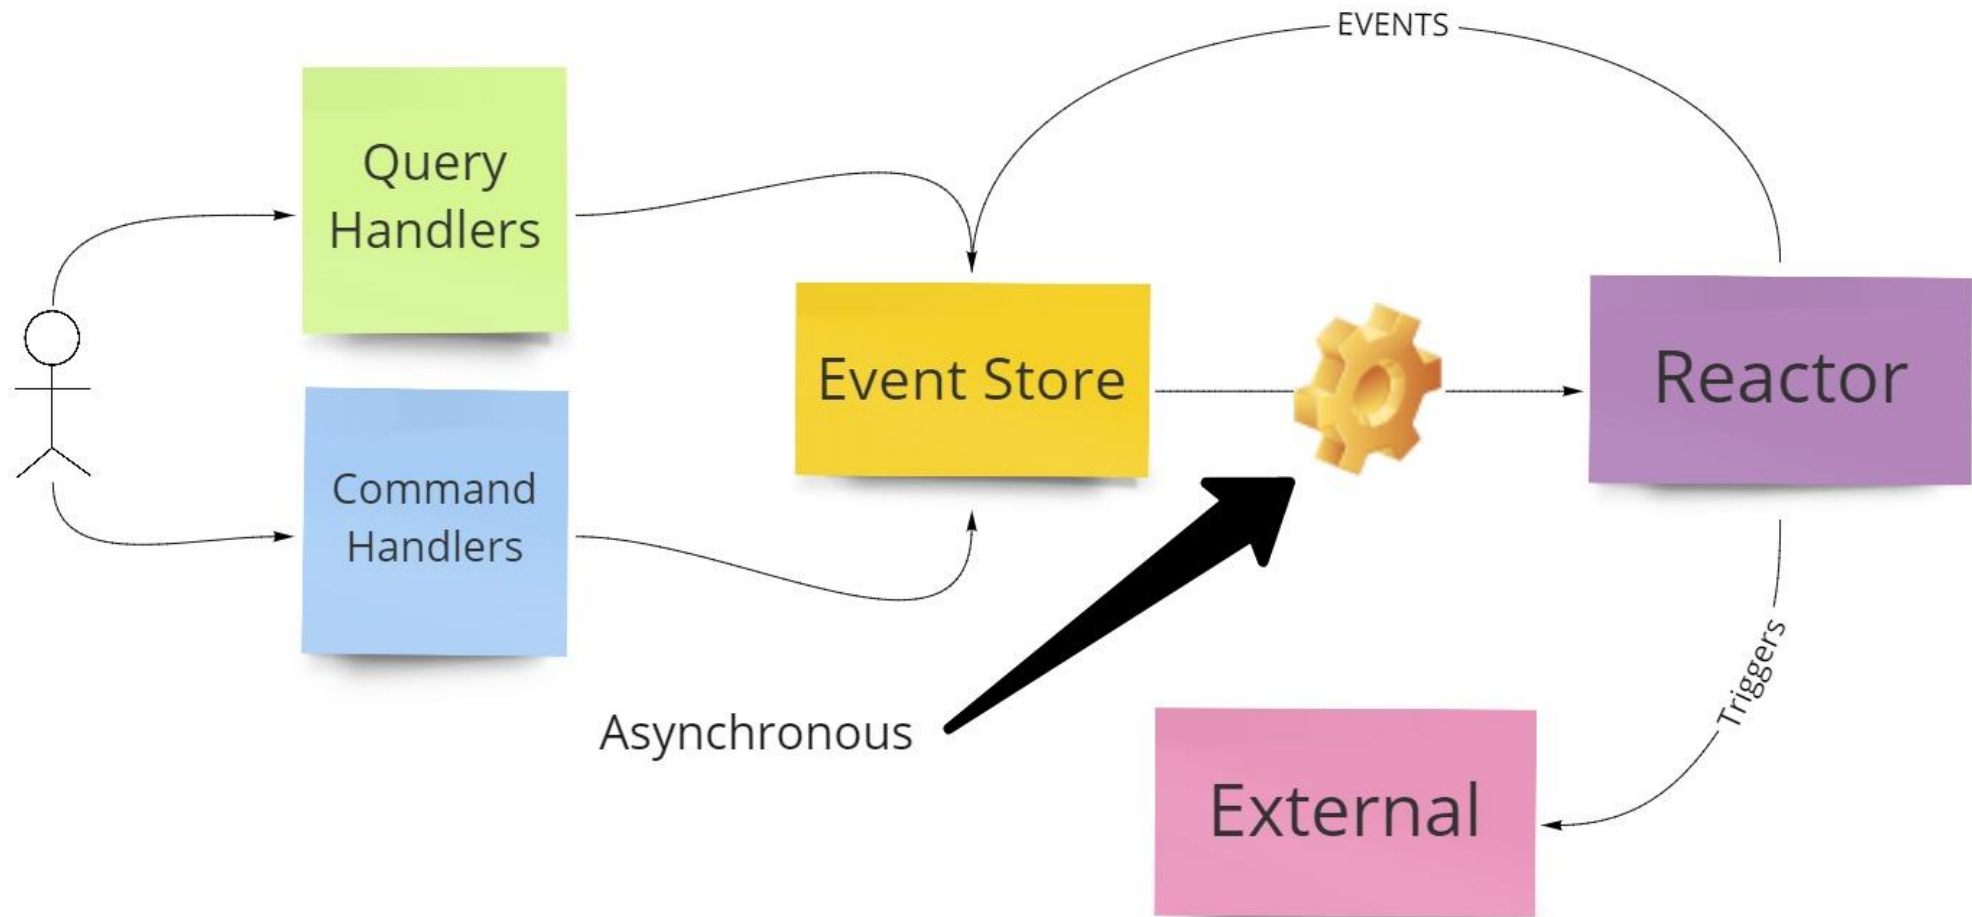 EVENTS
Query
Handlers
Event Store
Reactor
Command
Handlers
Triggers
Asynchronous
External